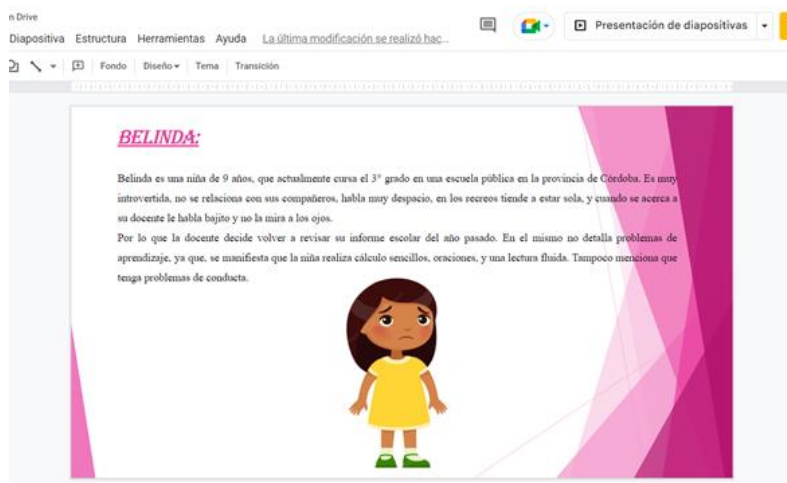 n Drive
Diapositiva Estructura Herramientas Ayuda La última modificación se realizó hac...
Presentación de diapositivas
Fondo Diseño Tema Transición
BELINDA:
Belinda es una niña de 9 años, que actualmente cursa el 3° grado en una escuela pública en la provincia de Córdoba. Es muy
introvertida, no se relaciona con sus compañeros, habla muy despacio, en los recreos tiende a estar sola, y cuando se acerca a
su docente le habla bajito y no la mira a los ojos.
Por lo que la docente decide volver a revisar su informe escolar del año pasado. En el mismo no detalla problemas de
aprendizaje, ya que, se manifiesta que la niña realiza cálculo sencillos, oraciones, y una lectura fluida. Tampoco menciona que
tenga problemas de conducta.